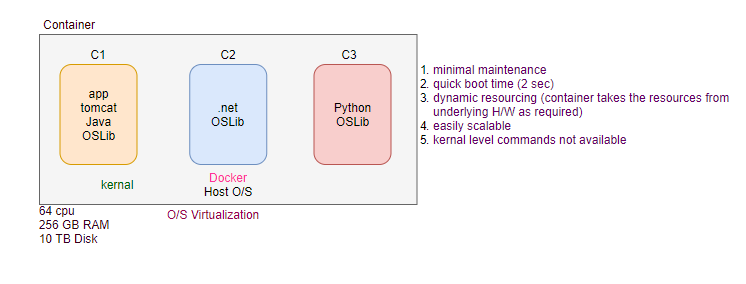 Container
C1
C2
C3
app
tomcat
Java
OSLib
.net
OSLib
Python
OSLib
1. minimal maintenance
2. quick boot time (2 sec)
3. dynamic resourcing (container takes the resources from
underlying H/W as required)
4. easily scalable
5. kernal level commands not available
kernal
Docker
Host O/S
64 cpu
256 GB RAM
10 TB Disk
O/S Virtualization